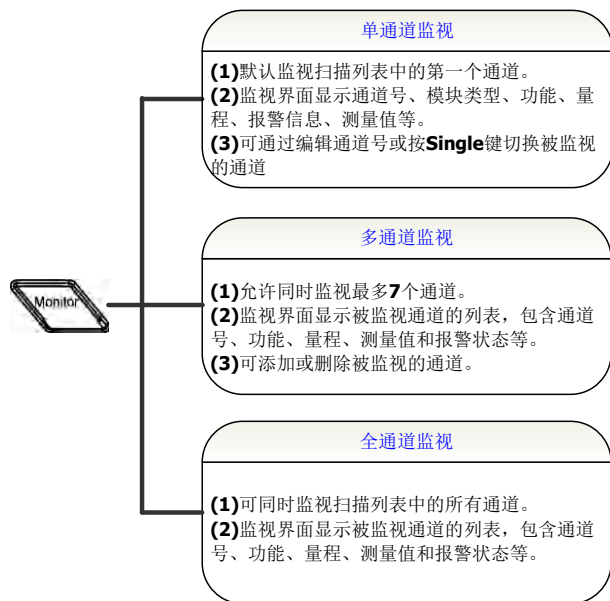 单通道监视
(1)默认监视扫描列表中的第一个通道。
(2)监视界面显示通道号、模块类型、功能、量
程、报警信息、测量值等。
(3)可通过编辑通道号或按Single键切换被监视
的通道
多通道监视
(1)允许同时监视最多7个通道。
(2)监视界面显示被监视通道的列表，包含通道
号、功能、量程、测量值和报警状态等。
(3)可添加或删除被监视的通道。
Monitor
全通道监视
(1)可同时监视扫描列表中的所有通道。
(2)监视界面显示被监视通道的列表，包含通道
号、功能、量程、测量值和报警状态等。